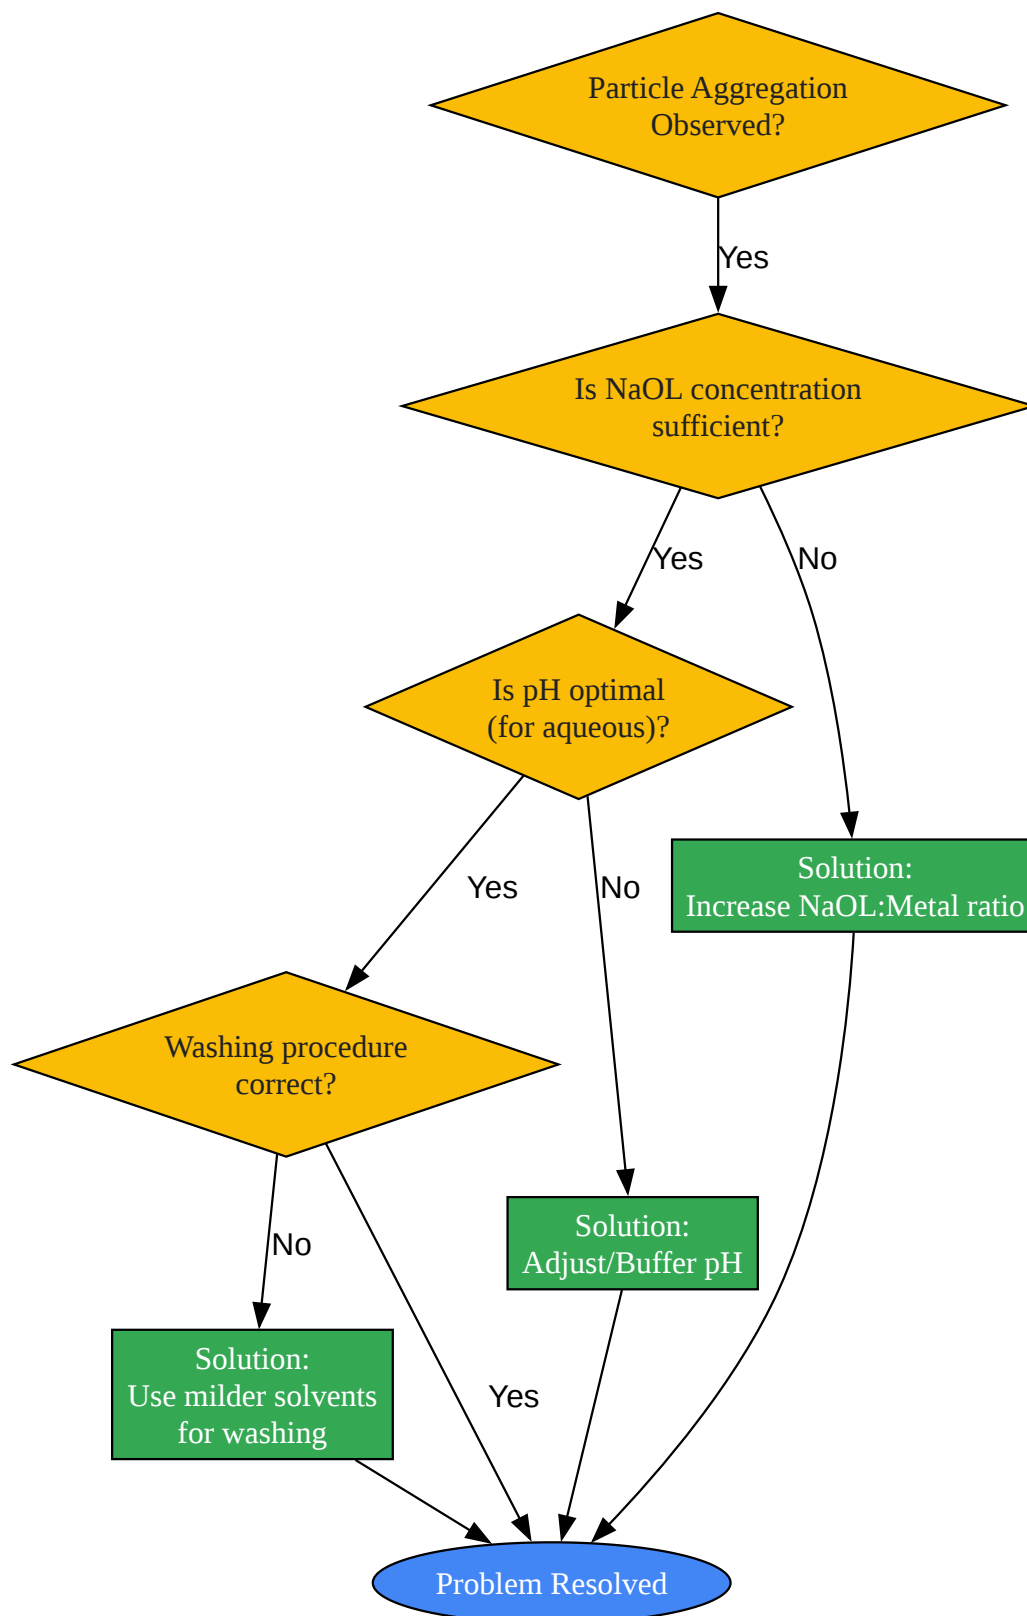 Particle Aggregation
Observed?
Yes
Is NaOL concentration
sufficient?
Yes
No
Is pH optimal
(for aqueous)?
Yes
No
Solution:
Increase NaOL:Metal ratio
Washing procedure
correct?
No
Yes
Solution:
Adjust/Buffer pH
Solution:
Use milder solvents
for washing
Problem Resolved